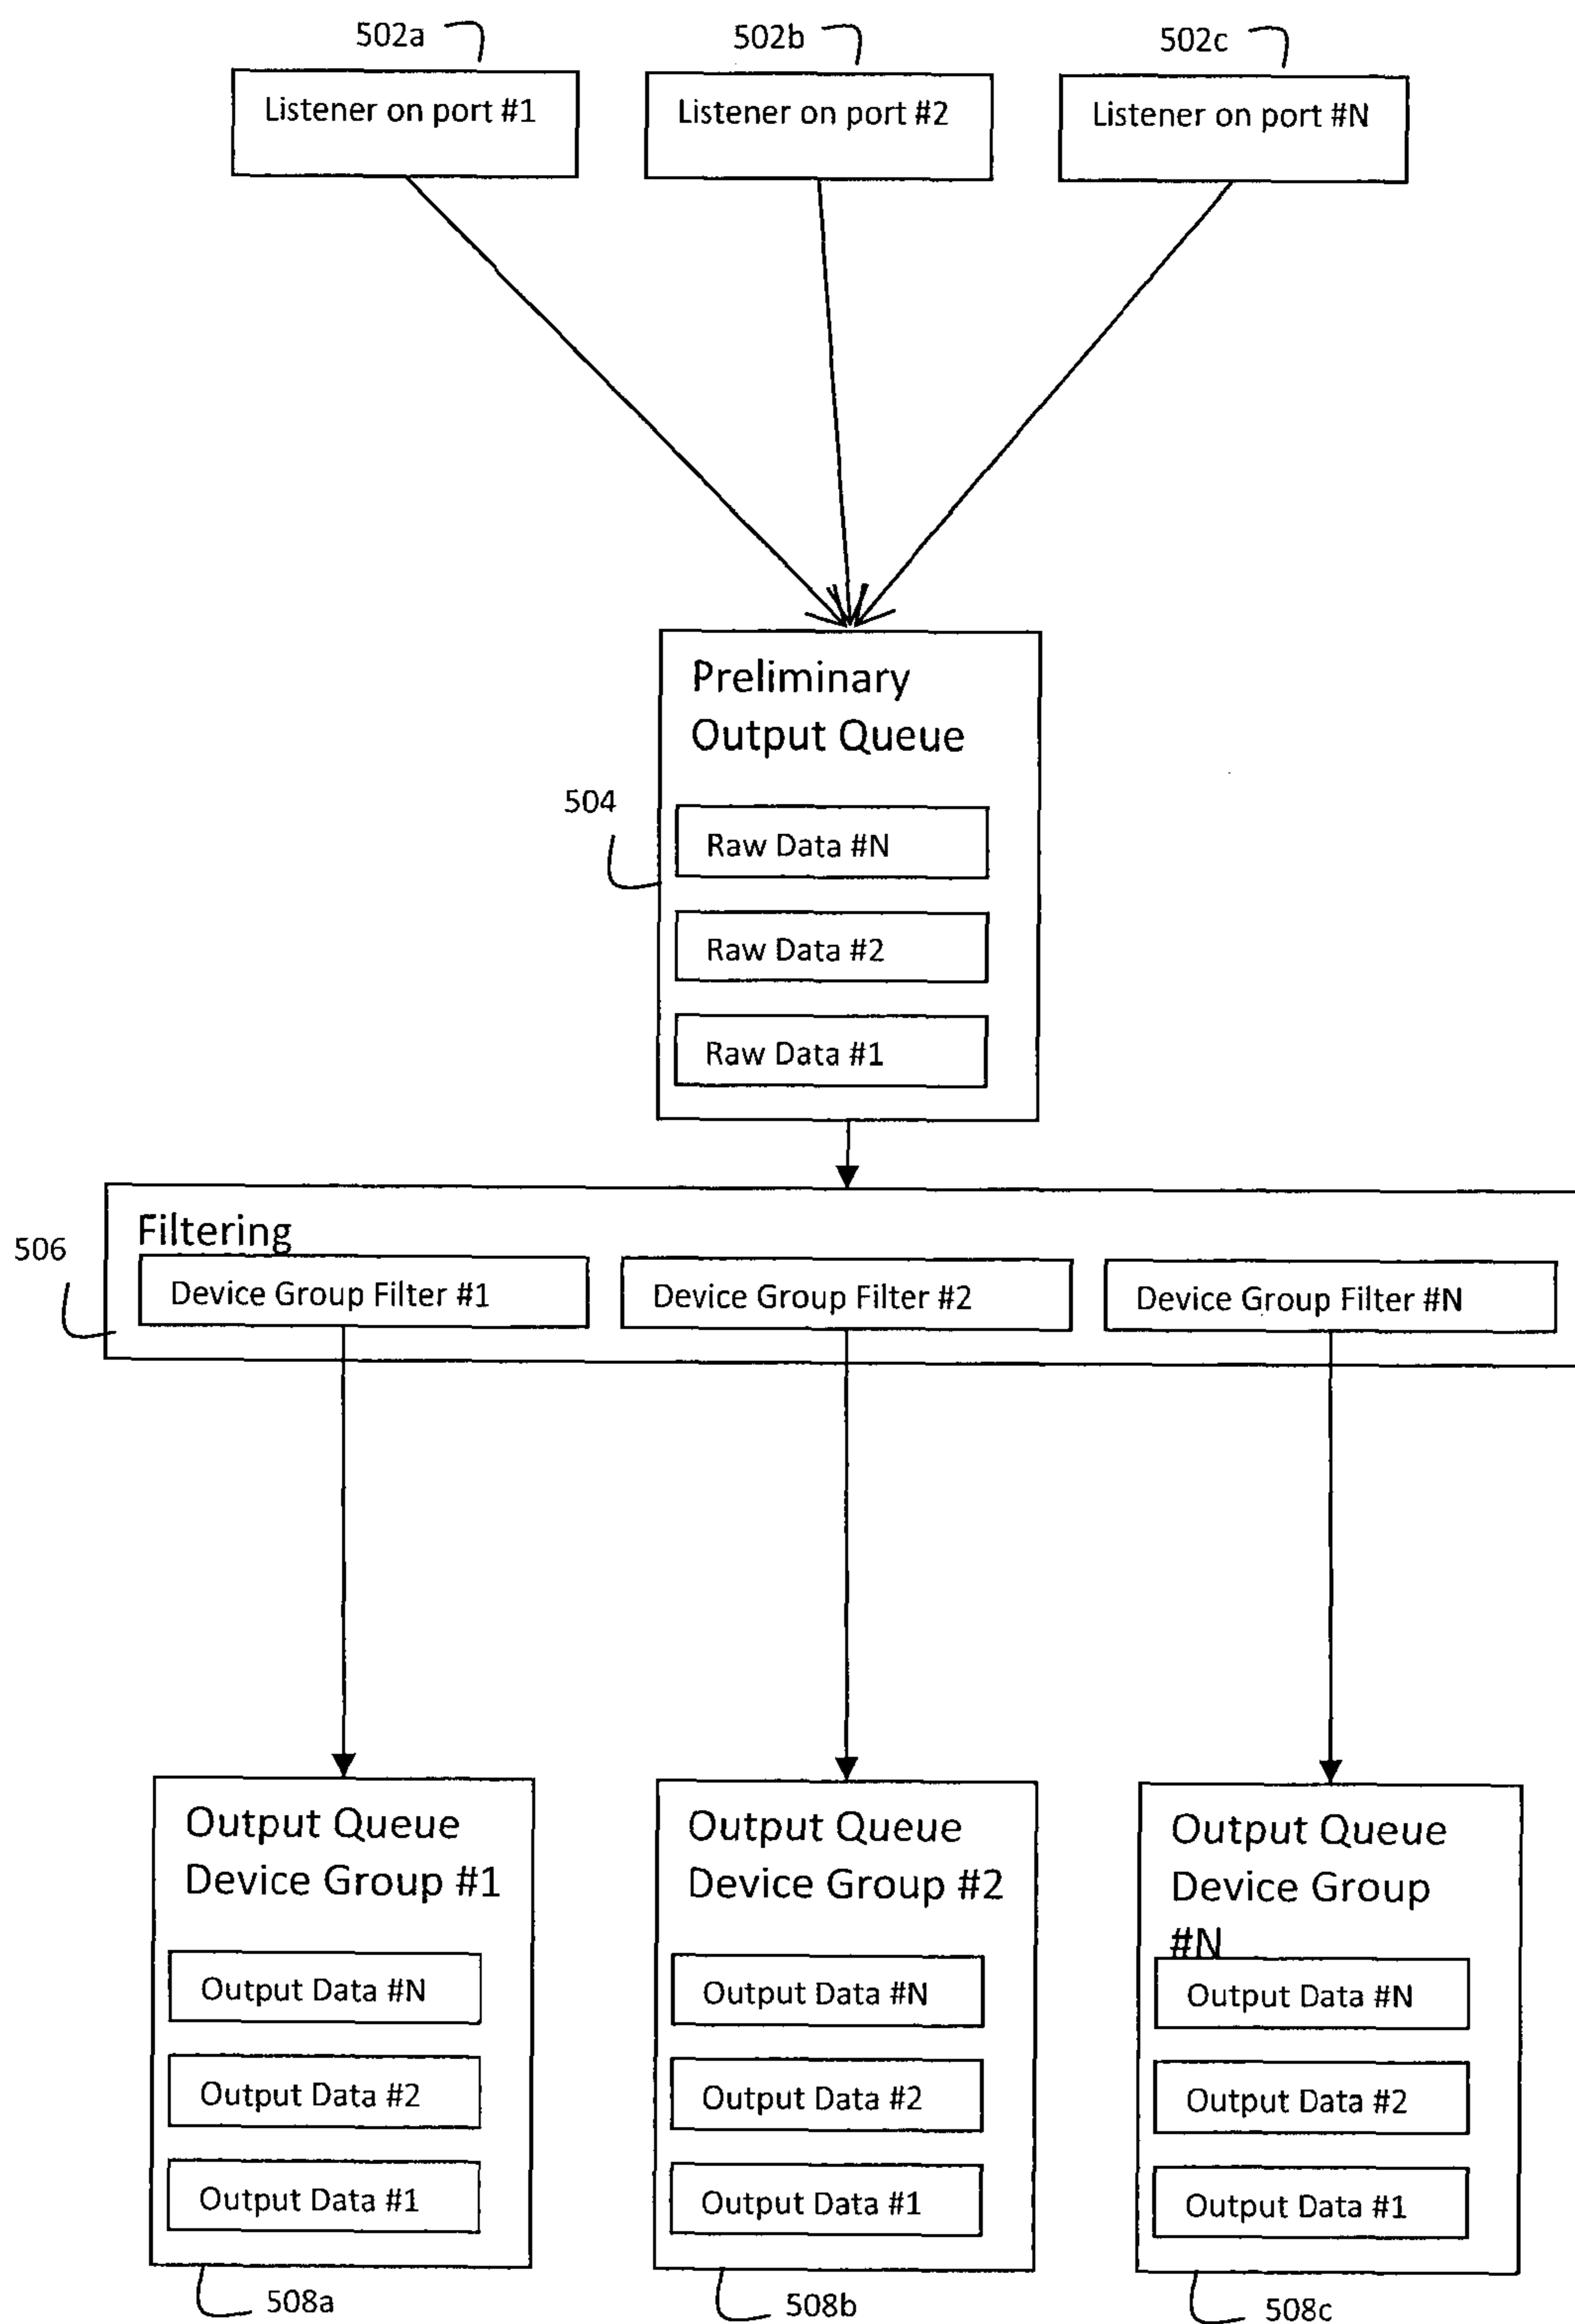 502a
502b
502c
Listener on port #1
Listener on port #2
Listener on port #N
Preliminary
Output Queue
504
Raw Data #N
Raw Data #2
Raw Data #1
Filtering
506
Device Group Filter #1
Device Group Filter #2
Device Group Filter #N
Output Queue
Device Group #1
Output Data #N
Output Data #2
Output Data #1
508a
Output Queue
Device Group #2
Output Data #N
Output Data #2
Output Data #1
508b
Output Queue
Device Group
#N
Output Data #N
Output Data #2
Output Data #1
508c